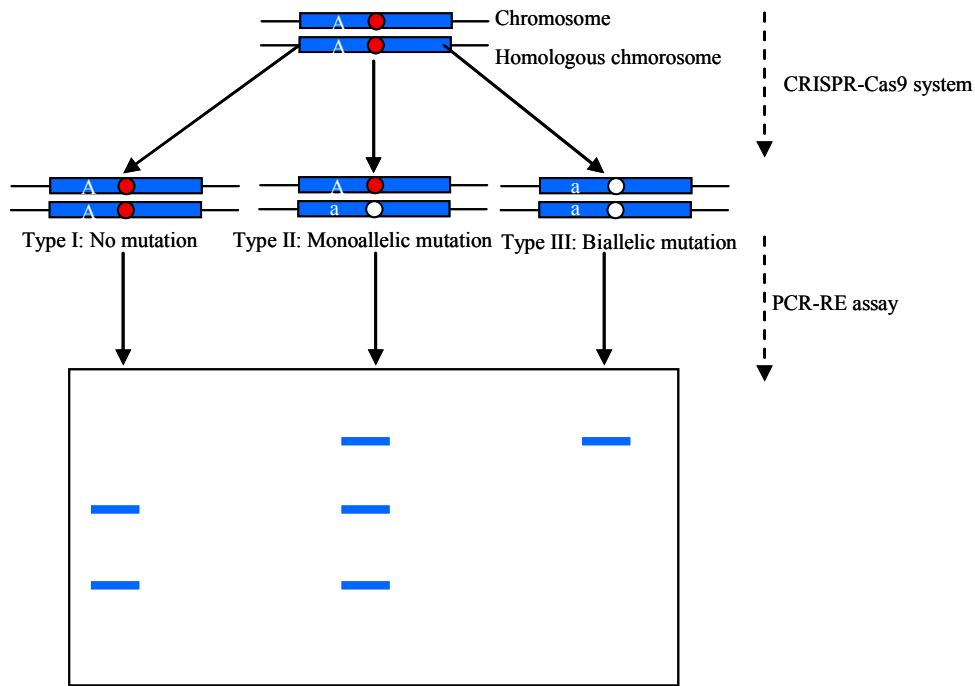 A
Chromosome
A
Homologous chmorosome
CRISPR-Cas9 system
A
A
a
A
a
a
Type I: No mutation
Type II: Monoallelic mutation
Type III: Biallelic mutation
PCR-RE assay